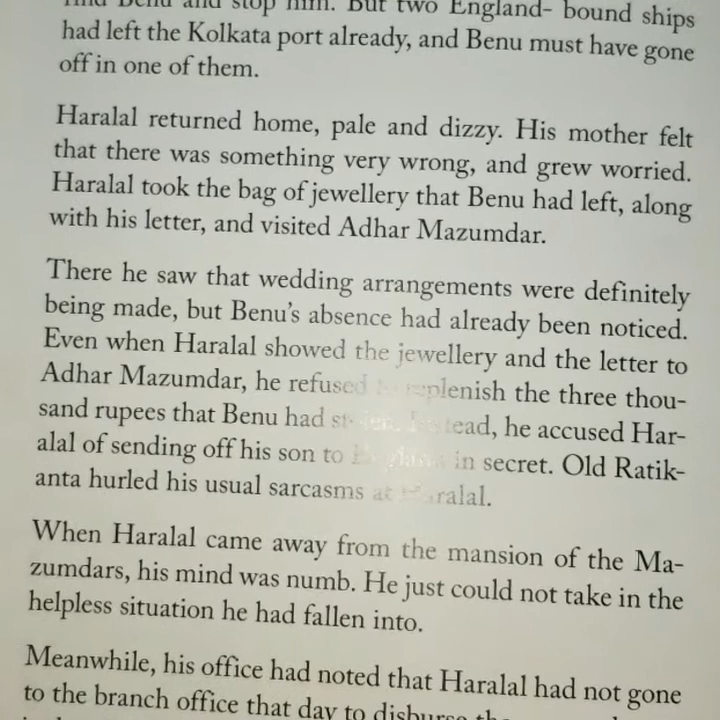 and stop him. But two England- bound ships
had left the Kolkata port already, and Benu must have gone
off in one of them.
Haralal returned home, pale and dizzy. His mother felt
that there was something very wrong, and grew worried.
Haralal took the bag of jewellery that Benu had left, along
with his letter, and visited Adhar Mazumdar.
There he saw that wedding arrangements were definitely
being made, but Benu's absence had already been noticed.
Even when Haralal showed the jewellery and the letter to
Adhar Mazumdar, he refused replenish the three thou-
sand rupees that Benu had he accused Har-
alal of sending off his son to in secret. Old Ratik-
anta hurled his usual sarcasms at Haralal.
When Haralal came away from the mansion of the Ma-
zumdars, his mind was numb. He just could not take in the
helpless situation he had fallen into.
Meanwhile, his office had noted that Haralal had not gone
to the branch office that day to disburse